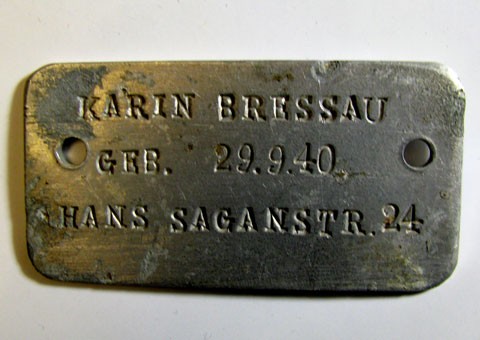 KARIN BRESSAU
GEB. 29.9.40
HANS SAGANSTR. 24